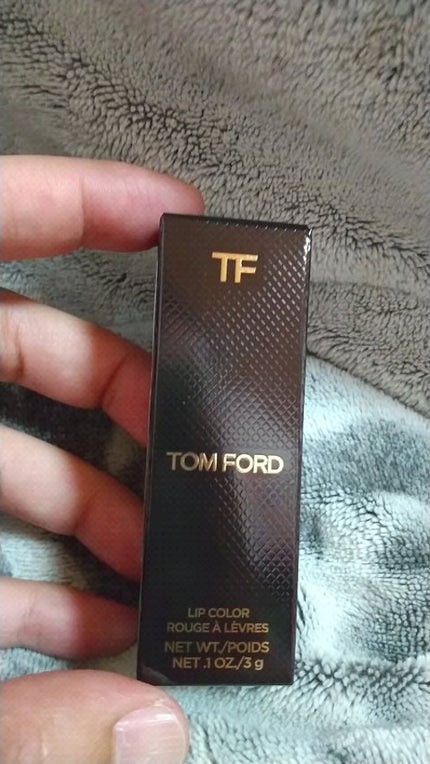 TF
TOM FORD
LIP COLOR
ROUGE À LÈVRES
NET WT./POIDS
NET .1 OZ./3 g